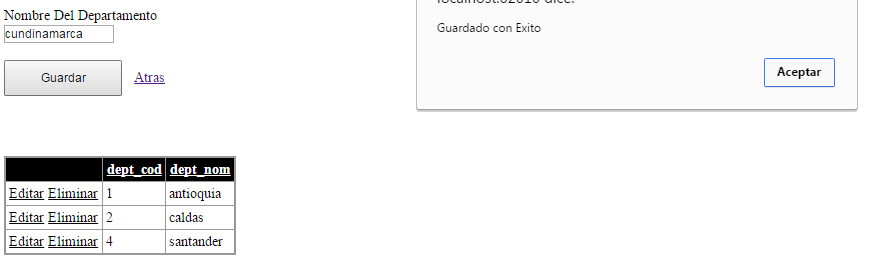 Nombre Del Departamento
cundinamarca
Guardar Atras
Guardado con Exito
Aceptar
dept_cod dept_nom
Editar Eliminar 1 antioquia
Editar Eliminar 2 caldas
Editar Eliminar 4 santander